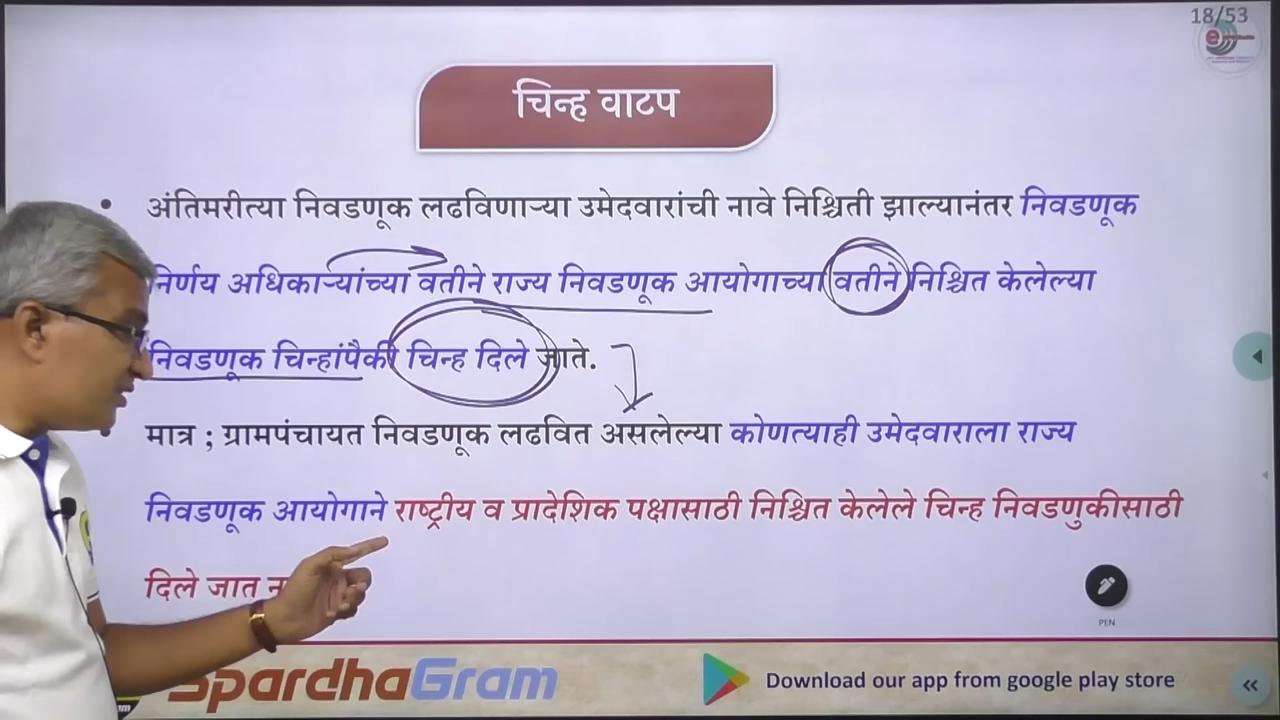 18/53
चिन्ह वाटप
• अंतिमरीत्या निवडणूक लढविणाऱ्या उमेदवारांची नावे निश्चिती झाल्यानंतर निवडणूक
निर्णय अधिकाऱ्यांच्या वतीने राज्य निवडणूक आयोगाच्या वतीने निश्चित केलेल्या
निवडणूक चिन्हांपैकी चिन्ह दिले जाते.
मात्र ; ग्रामपंचायत निवडणूक लढवित असलेल्या कोणत्याही उमेदवाराला राज्य
निवडणूक आयोगाने राष्ट्रीय व प्रादेशिक पक्षासाठी निश्चित केलेले चिन्ह निवडणुकीसाठी
दिले जात
PEN
SpardhaGram
Download our app from google play store